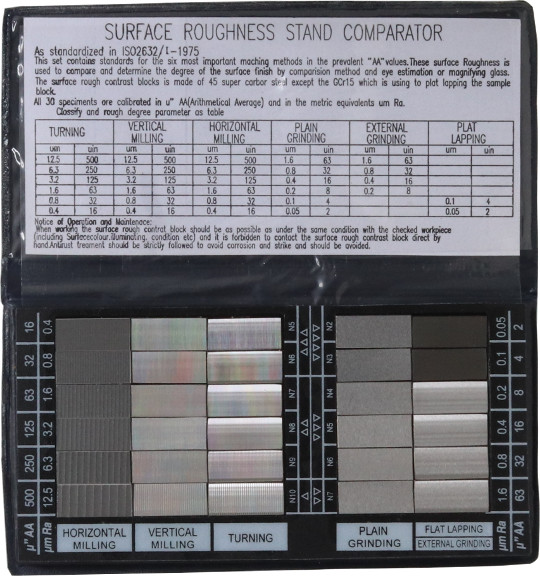 SURFACE ROUGHNESS STAND COMPARATOR
As standardized in ISO2632/1-1975
This set contains standards for the six most important maching methods in the prevalent "AA"values.These surface Roughness is
used to compare and determine the degree of the surface finish by comparision method and eye estimation or magnifying glass.
The surface rough contrast blocks is made of 45 super carbor steel except the GCr15 which is using to plat lapping the sample
block.
All 30 speciments are calibrated in u" AA(Arithmetical Average) and in the metric equivalents um Ra.
Classify and rough degree parameter as table
TURNING VERTICAL MILLING HORIZONTAL MILLING PLAIN GRINDING EXTERNAL GRINDING PLAT LAPPING
um uin um uin um uin um uin um uin um uin
12.5 500 12.5 500 12.5 500 1.6 63 1.6 63
6.3 250 6.3 250 6.3 250 0.8 32 0.8 32
3.2 125 3.2 125 3.2 125 0.4 16 0.4 16
1.6 63 1.6 63 1.6 63 0.2 8 0.2 8
0.8 32 0.8 32 0.8 32 0.1 4 0.1 4
0.4 16 0.4 16 0.4 16 0.05 2 0.05 2
Notice of Operation and Maintenace:
When working the surface rough contrat block should be as possible as under the same condition with the checked workpiece
(including Surfacecolour.illuminating, condition etc) and it is forbidden to contact the surface rough contrast block directly by
hand.Antirust treatment should be strictly followed to avoid corrasion and strike and should be avoided.
16 0.4 N5 N2 0.05 2
32 0.8 N6 N3 0.1 4
63 1.6 N7 N4 0.2 8
125 3.2 N8 N5 0.4 16
250 6.3 N9 N6 0.8 32
500 12.5 N10 N7 1.6 63
μ" AA μm Ra HORIZONTAL MILLING VERTICAL MILLING TURNING PLAIN GRINDING FLAT LAPPING EXTERNAL GRINDING μm Ra μ" AA